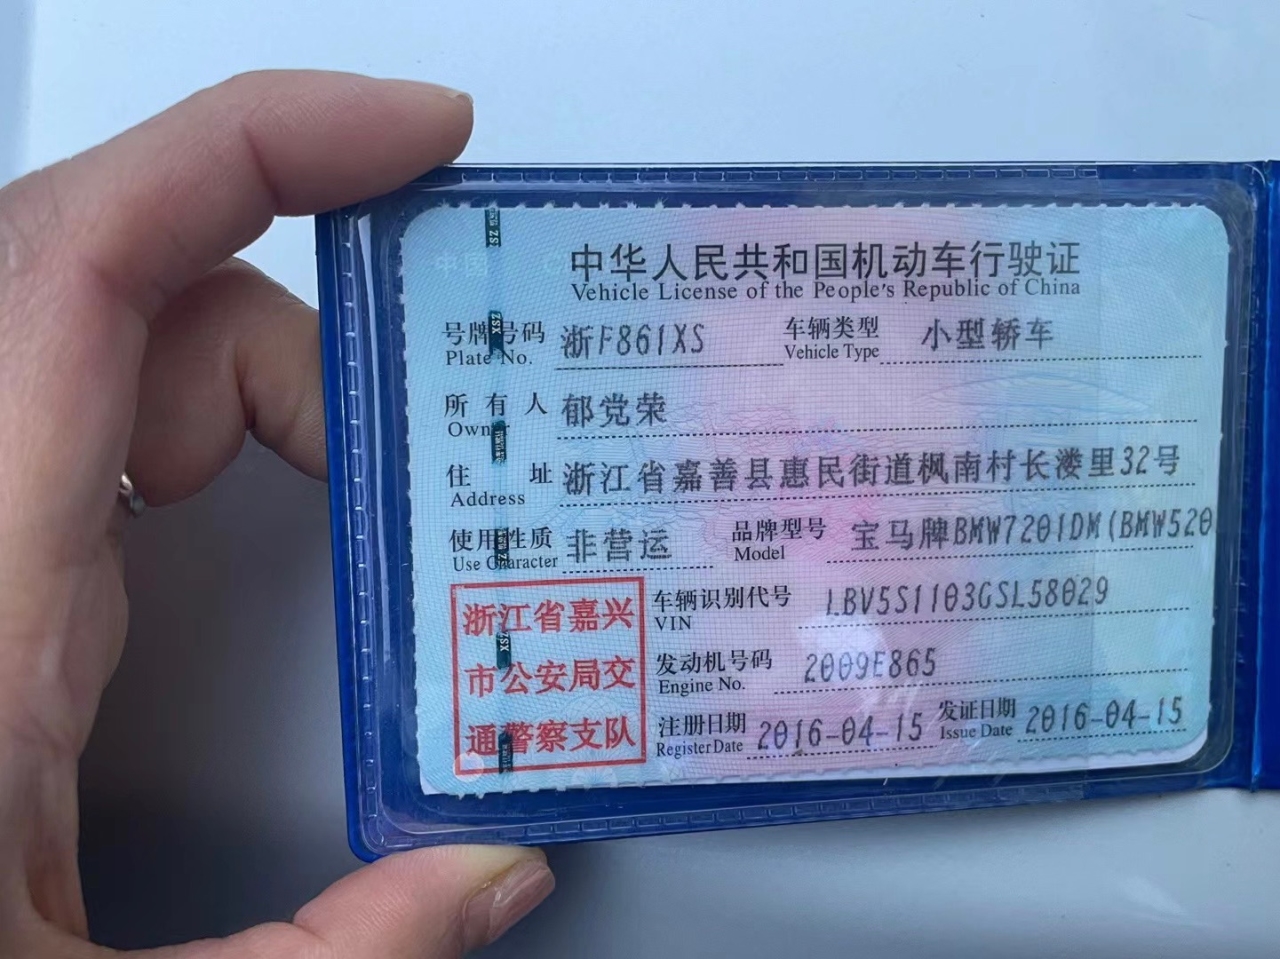 中华人民共和国机动车行驶证
Vehicle License of the People's Republic of China
号牌号码 浙F861XS 车辆类型 小型轿车
Plate No. Vehicle Type
所有人 郁党荣
Owner
住址 浙江省嘉善县惠民街道枫南村长溇里32号
Address
使用性质 非营运 品牌型号 宝马牌BMW7201DM(BMW520
Use Character Model
浙江省嘉兴
市公安局交
通警察支队
车辆识别代号 LBV5S1103GSL58029
VIN
发动机号码 2009E865
Engine No.
注册日期 2016-04-15 发证日期 2016-04-15
Register Date Issue Date